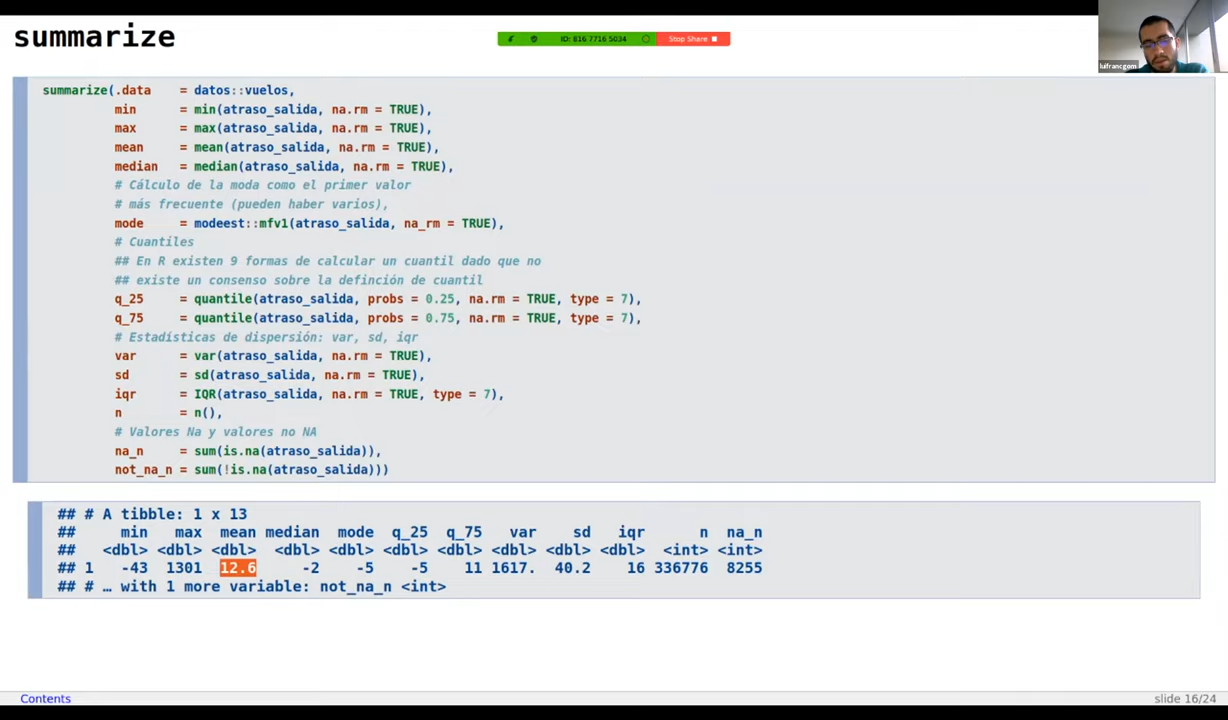 summarize
ID: 816 7716 5034 Stop Share
luifrancgom
summarize(.data = datos::vuelos,
min = min(atraso_salida, na.rm = TRUE),
max = max(atraso_salida, na.rm = TRUE),
mean = mean(atraso_salida, na.rm = TRUE),
median = median(atraso_salida, na.rm = TRUE),
# Cálculo de la moda como el primer valor
# más frecuente (pueden haber varios),
mode = modeest::mfv1(atraso_salida, na_rm = TRUE),
# Cuantiles
## En R existen 9 formas de calcular un cuantil dado que no
## existe un consenso sobre la definción de cuantil
q_25 = quantile(atraso_salida, probs = 0.25, na.rm = TRUE, type = 7),
q_75 = quantile(atraso_salida, probs = 0.75, na.rm = TRUE, type = 7),
# Estadísticas de dispersión: var, sd, iqr
var = var(atraso_salida, na.rm = TRUE),
sd = sd(atraso_salida, na.rm = TRUE),
iqr = IQR(atraso_salida, na.rm = TRUE, type = 7),
n = n(),
# Valores Na y valores no NA
na_n = sum(is.na(atraso_salida)),
not_na_n = sum(!is.na(atraso_salida)))
## # A tibble: 1 x 13
## min max mean median mode q_25 q_75 var sd iqr n na_n
## <dbl> <dbl> <dbl> <dbl> <dbl> <dbl> <dbl> <dbl> <dbl> <dbl> <int> <int>
## 1 -43 1301 12.6 -2 -5 -5 11 1617. 40.2 16 336776 8255
## # … with 1 more variable: not_na_n <int>
Contents
slide 16/24